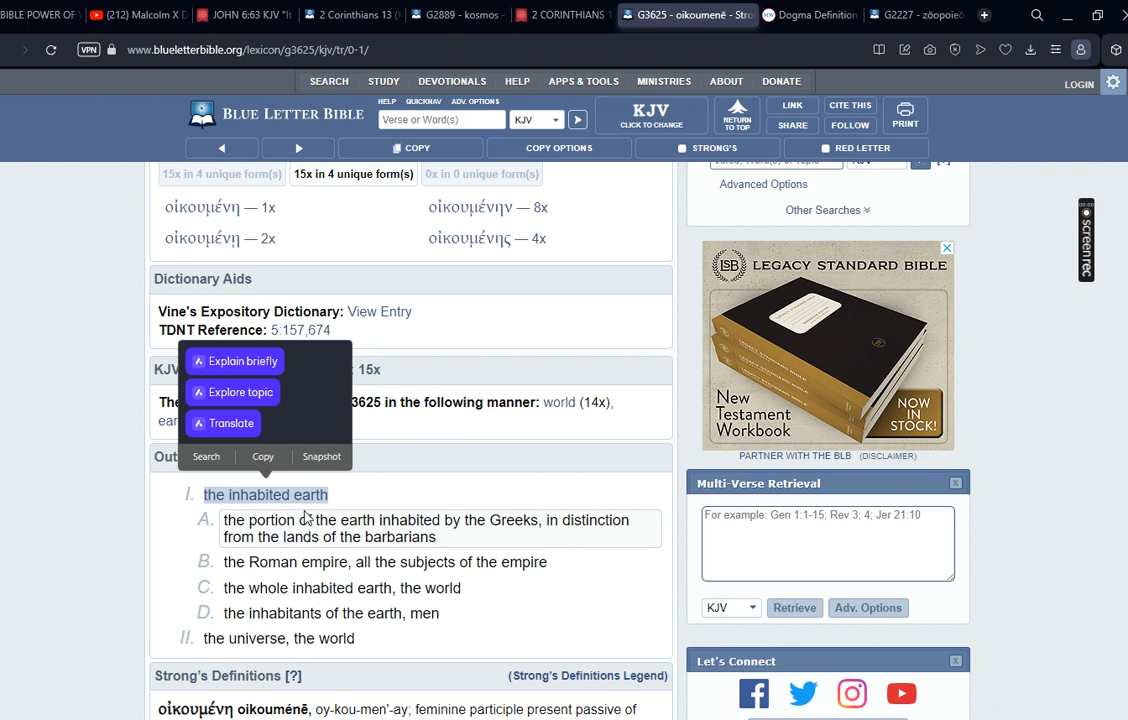 BIBLE POWER OF
(212) Malcolm X D
JOHN 6:63 KJV "It
2 Corinthians 13 (
G2889 - kosmos -
2 CORINTHIANS 1
G3625 - oikoumenē - Stro
Dogma Definition
G2227 - zōopoieō
VPN www.blueletterbible.org/lexicon/g3625/kjv/tr/0-1/
SEARCH STUDY DEVOTIONALS HELP APPS & TOOLS MINISTRIES ABOUT DONATE LOGIN
BLUE LETTER BIBLE
HELP QUICKNAV ADV. OPTIONS
Verse or Word(s) KJV
KJV
CLICK TO CHANGE
RETURN
TO TOP
LINK CITE THIS
SHARE FOLLOW
PRINT
COPY COPY OPTIONS STRONG'S RED LETTER
15x in 4 unique form(s) 15x in 4 unique form(s) 0x in 0 unique form(s)
οἰκουμένη — 1x οἰκουμένην — 8x
οἰκουμένῃ — 2x οἰκουμένης — 4x
Dictionary Aids
Vine's Expository Dictionary: View Entry
TDNT Reference: 5:157,674
KJV : 15x
The 3625 in the following manner: world (14x),
ear
Explain briefly
Explore topic
Translate
Search Copy Snapshot
Out
I. the inhabited earth
A. the portion of the earth inhabited by the Greeks, in distinction
from the lands of the barbarians
B. the Roman empire, all the subjects of the empire
C. the whole inhabited earth, the world
D. the inhabitants of the earth, men
II. the universe, the world
Strong's Definitions [?] (Strong's Definitions Legend)
οἰκουμένη oikouménē, oy-kou-men'-ay; feminine participle present passive of
Advanced Options
Other Searches
LSB LEGACY STANDARD BIBLE
New
Testament
Workbook
NOW
IN
STOCK!
PARTNER WITH THE BLB (DISCLAIMER)
Multi-Verse Retrieval
For example: Gen 1:1-15; Rev 3; 4; Jer 21:10
KJV Retrieve Adv. Options
Let's Connect
screenrec